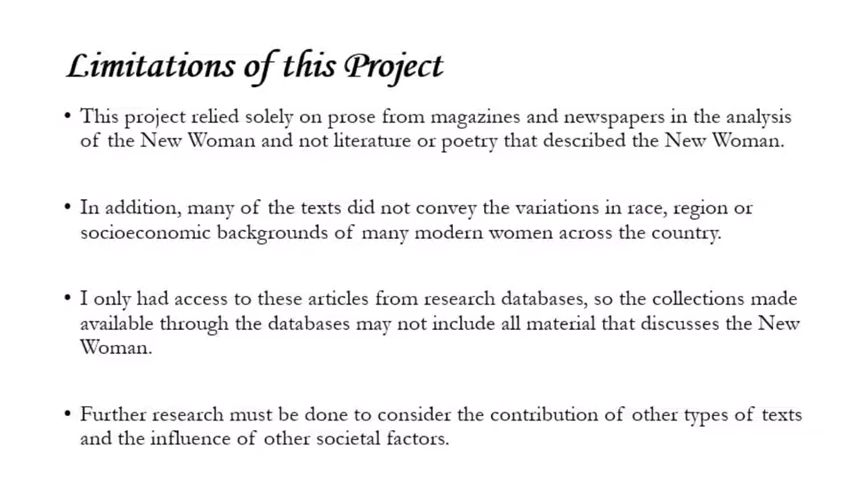 Limitations of this Project
• This project relied solely on prose from magazines and newspapers in the analysis
of the New Woman and not literature or poetry that described the New Woman.
• In addition, many of the texts did not convey the variations in race, region or
socioeconomic backgrounds of many modern women across the country.
• I only had access to these articles from research databases, so the collections made
available through the databases may not include all material that discusses the New
Woman.
• Further research must be done to consider the contribution of other types of texts
and the influence of other societal factors.